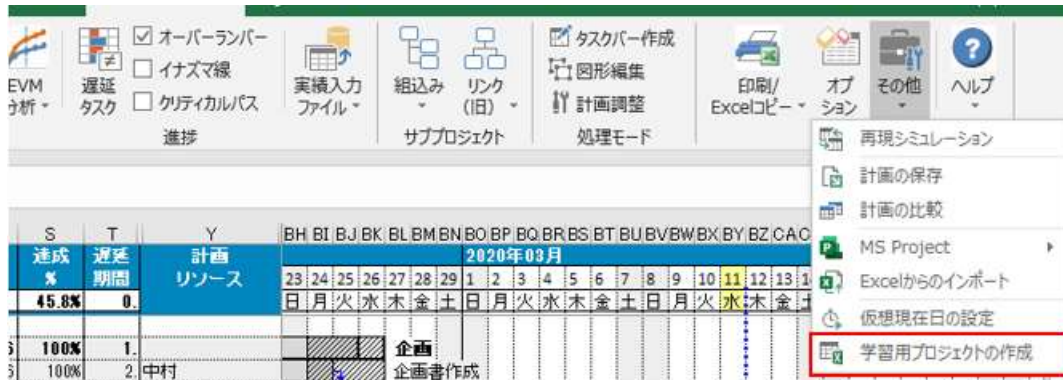 オーバーランバー
イナズマ線
クリティカルパス
EVM
分析
遅延
タスク
進捗
実績入力
ファイル
組込み
リンク
(旧)
サブプロジェクト
タスクバー作成
図形編集
計画調整
処理モード
印刷/
Excelコピー
オプ
ション
その他
ヘルプ
再現シミュレーション
計画の保存
計画の比較
MS Project
Excelからのインポート
仮想現在日の設定
学習用プロジェクトの作成
S T Y BH BI BJ BK BL BM BN BO BP BQ BR BS BT BU BV BW BX BY BZ CA C
達成 遅延 計画 2020年03月
% 期間 リソース 23 24 25 26 27 28 29 1 2 3 4 5 6 7 8 9 10 11 12 13 1
45.8% 0. 日 月 火 水 木 金 土 日 月 火 水 木 金 土 日 月 火 水 木 金 土
100% 1. 企画
100% 2. 中村 企画書作成